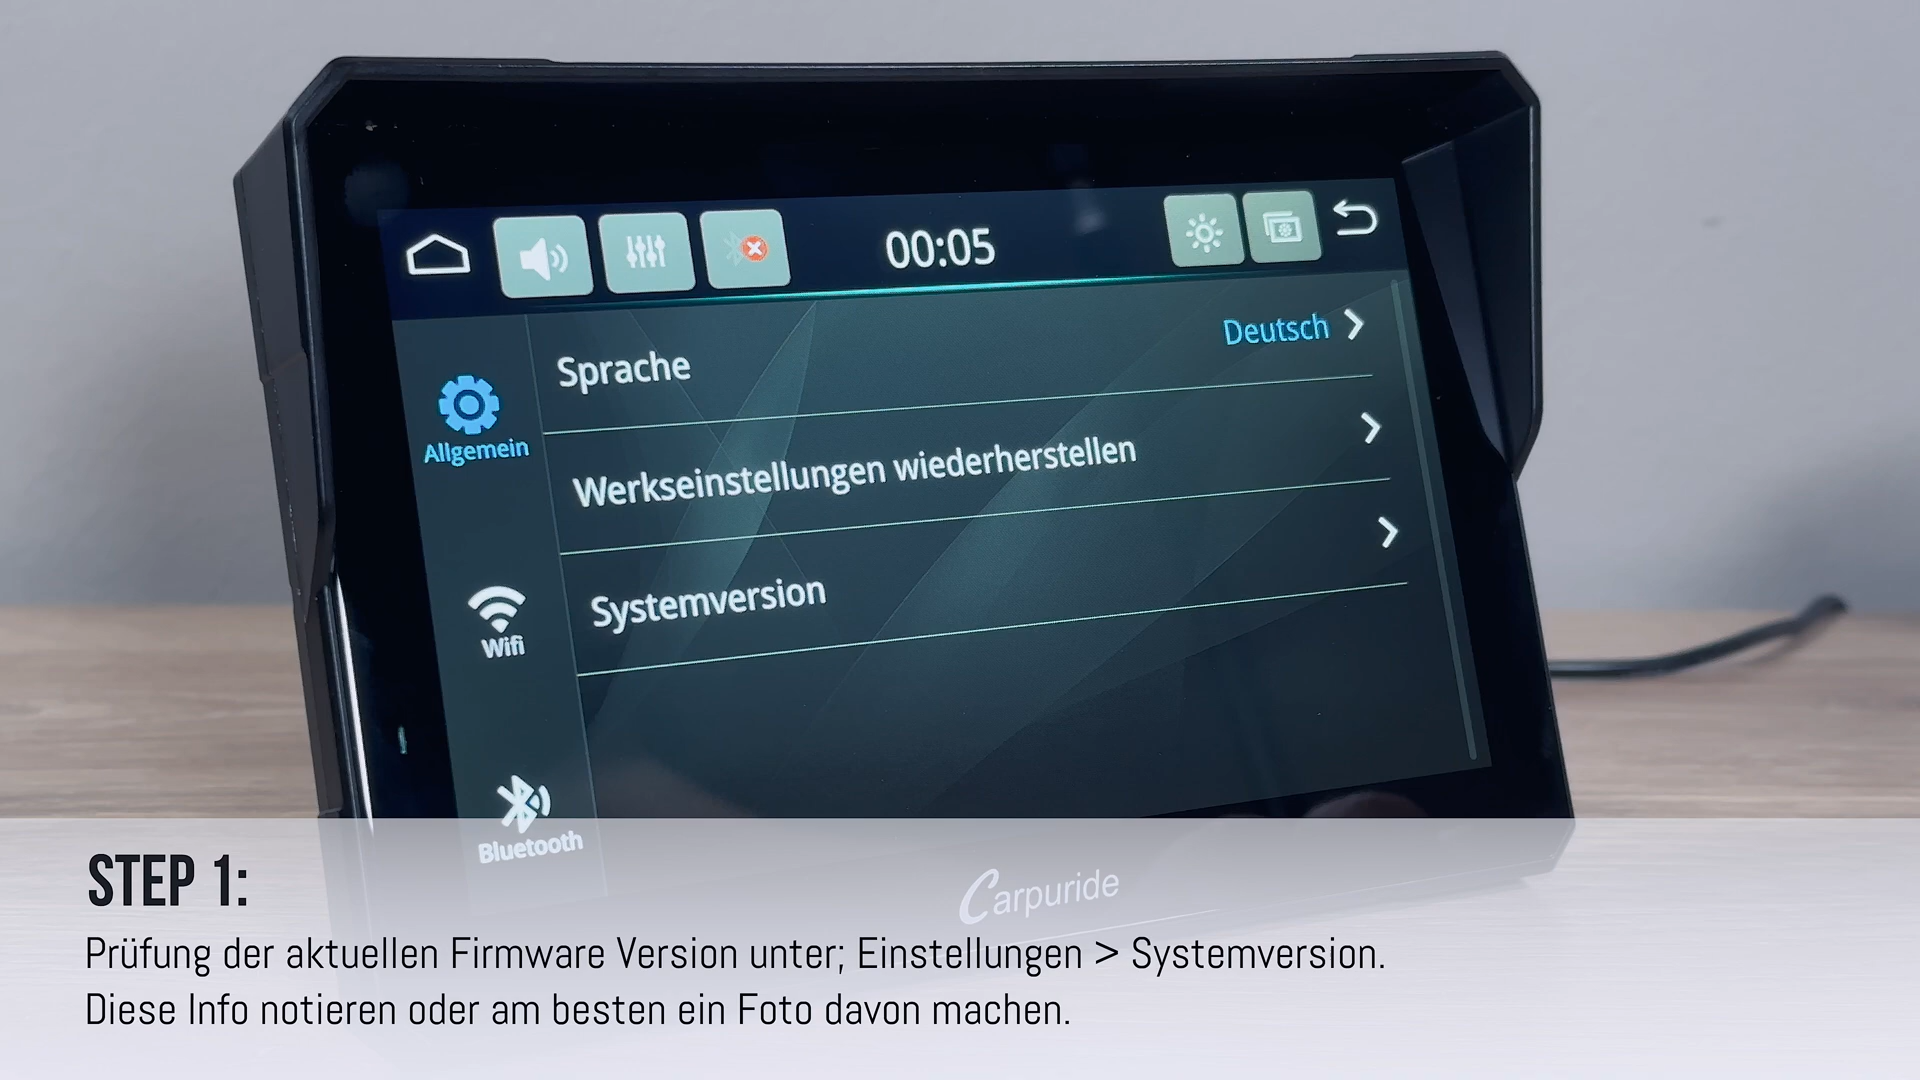 00:05
Sprache
Deutsch
Allgemein
Werkseinstellungen wiederherstellen
Systemversion
Wifi
Bluetooth
Carpuride
STEP 1:
Prüfung der aktuellen Firmware Version unter; Einstellungen > Systemversion.
Diese Info notieren oder am besten ein Foto davon machen.